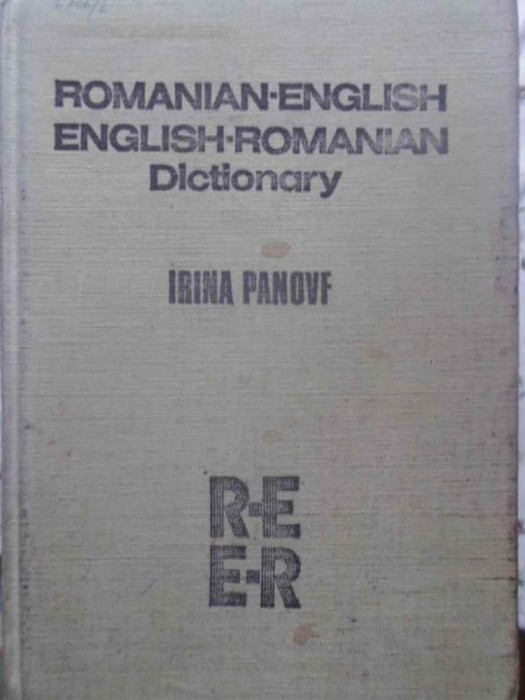 ROMANIAN-ENGLISH
ENGLISH-ROMANIAN
Dictionary
IRINA PANOVF
R-E
E-R